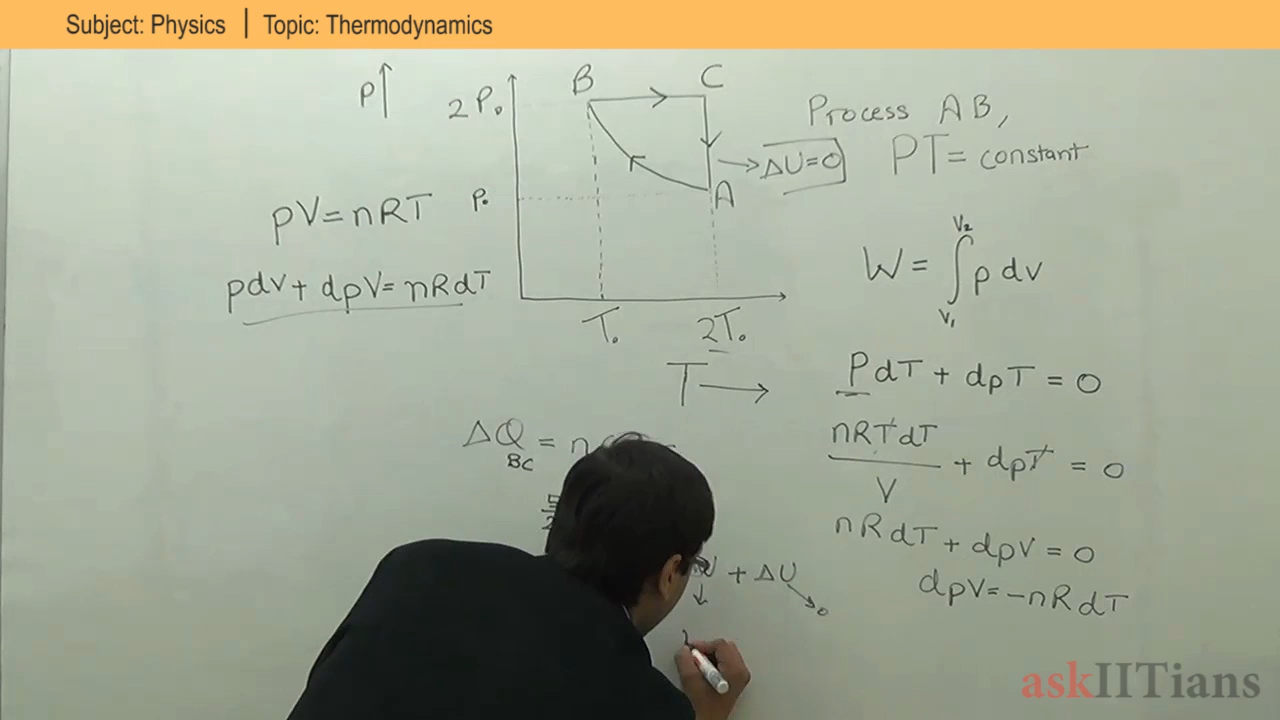 Subject: Physics | Topic: Thermodynamics
P
2P₀
B
C
Process AB,
PT = constant
ΔU=0
A
P₀
pV = nRT
pdv + dpV = nRdT
T₀
2T₀
T
W = ∫ p dv
V₂
V₁
PdT + dpT = 0
nRTdT/V + dpT = 0
nRdT + dpV = 0
dpV = -nRdT
ΔQ = n
BC
+ ΔU
0
askIITians